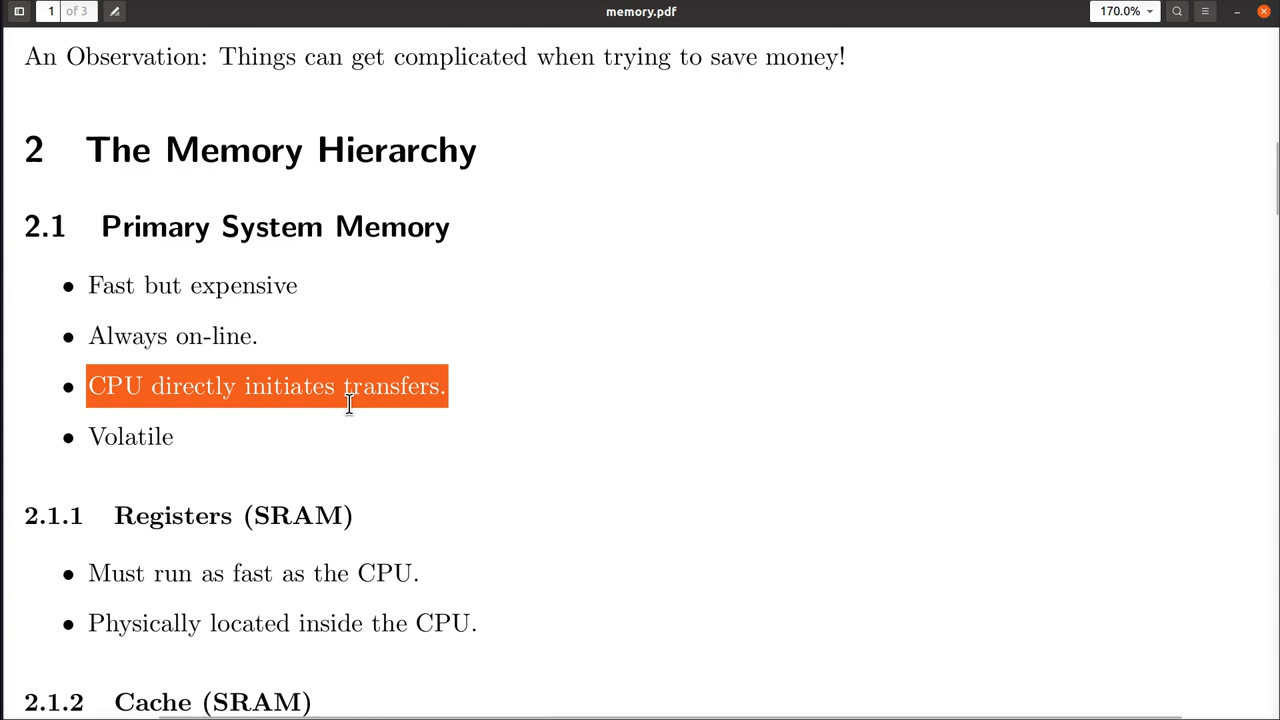 1 of 3
memory.pdf
170.0%
An Observation: Things can get complicated when trying to save money!
2 The Memory Hierarchy
2.1 Primary System Memory
• Fast but expensive
• Always on-line.
• CPU directly initiates transfers.
• Volatile
2.1.1 Registers (SRAM)
• Must run as fast as the CPU.
• Physically located inside the CPU.
2.1.2 Cache (SRAM)